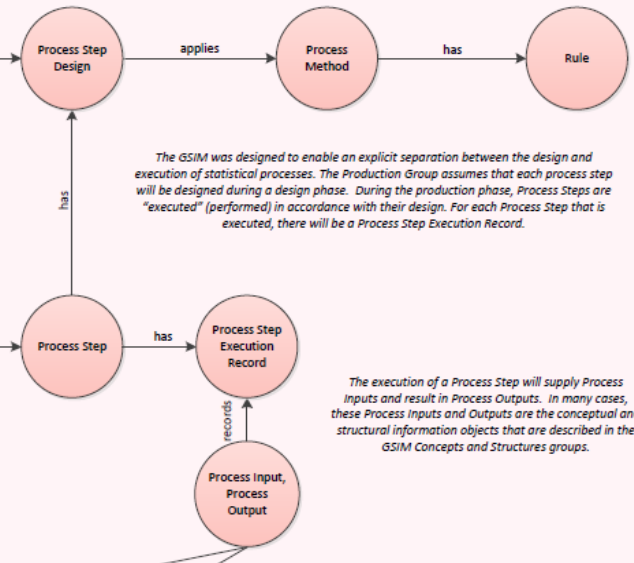 Process Step
Design
applies
Process
Method
has
Rule
The GSIM was designed to enable an explicit separation between the design and
execution of statistical processes. The Production Group assumes that each process step
will be designed during a design phase. During the production phase, Process Steps are
“executed” (performed) in accordance with their design. For each Process Step that is
executed, there will be a Process Step Execution Record.
has
Process Step
has
Process Step
Execution
Record
The execution of a Process Step will supply Process
Inputs and result in Process Outputs. In many cases,
these Process Inputs and Outputs are the conceptual an
structural information objects that are described in the
GSIM Concepts and Structures groups.
records
Process Input,
Process
Output